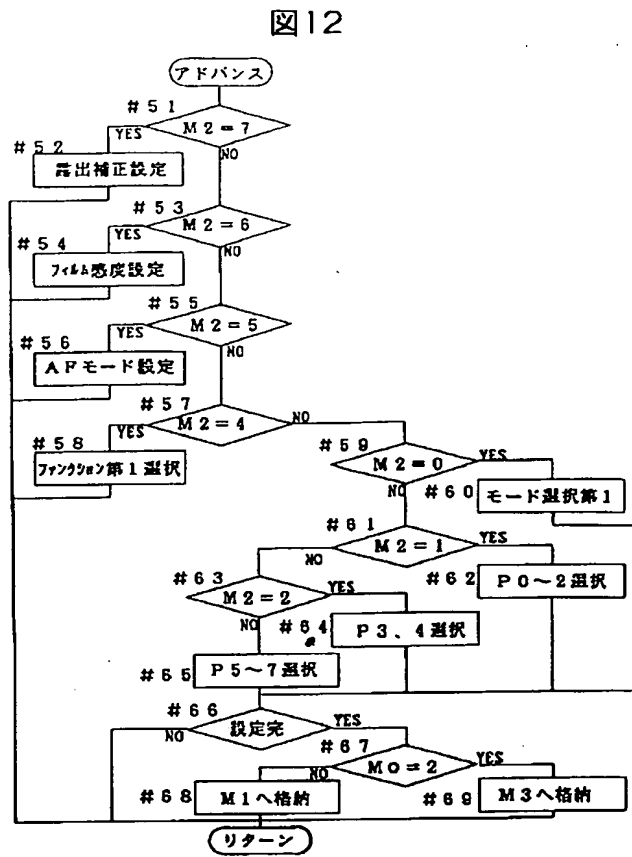 図12
アドバンス
#51
M2=7
YES
NO
#52
露出補正設定
#53
M2=6
YES
NO
#54
フィルム感度設定
#55
M2=5
YES
NO
#56
AFモード設定
#57
M2=4
YES
NO
#58
ファンクション第1選択
#59
M2=0
YES
NO
#60
モード選択第1
#61
M2=1
YES
NO
#62
P0~2選択
#63
M2=2
YES
NO
#64
P3、4選択
#65
P5~7選択
#66
設定完
YES
NO
#67
M0=2
YES
NO
#68
M1へ格納
#69
M3へ格納
リターン